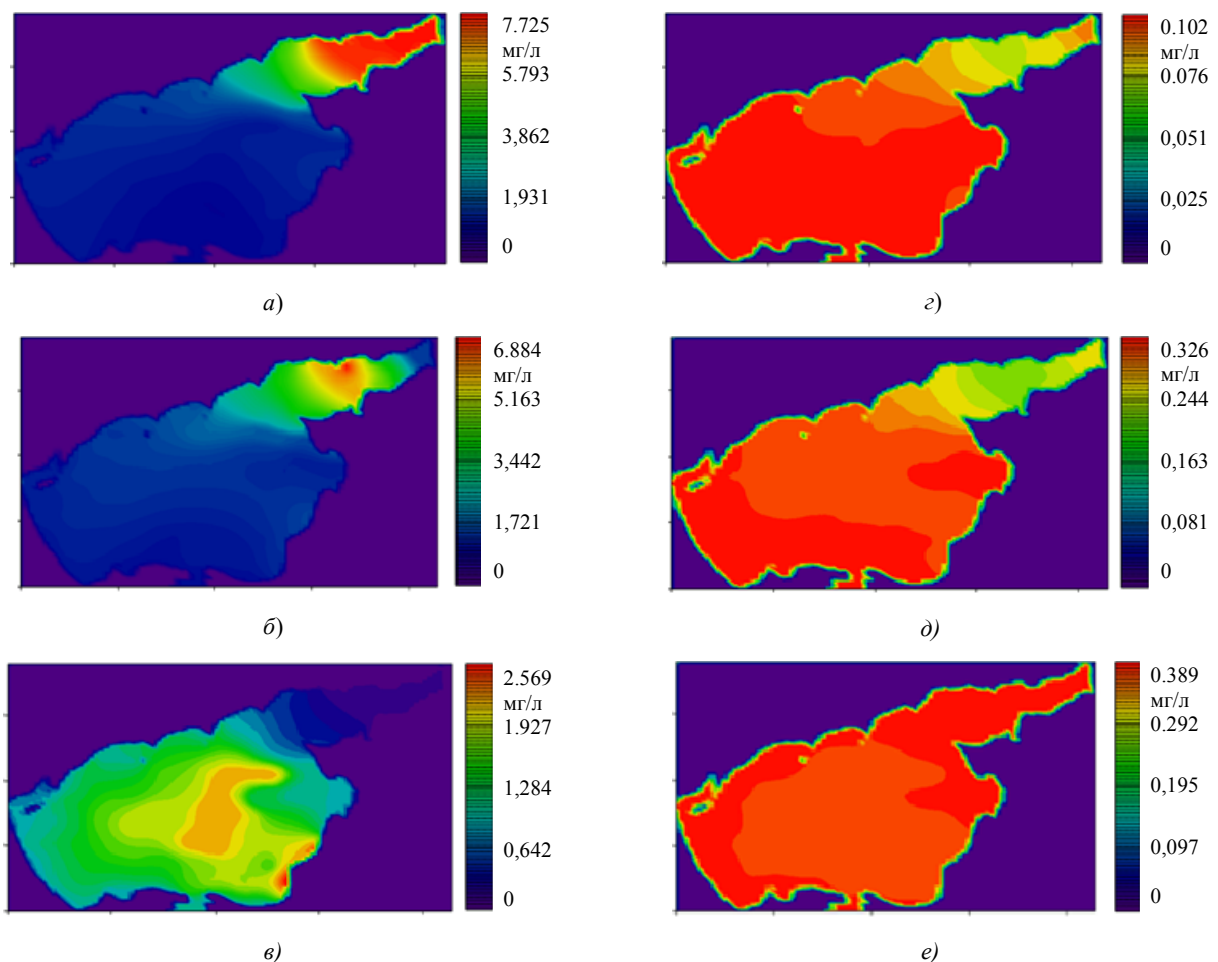 7.725
мг/л
5.793
3,862
1,931
0
а)
0.102
мг/л
0.076
0,051
0,025
0
г)
6.884
мг/л
5.163
3,442
1,721
0
б)
0.326
мг/л
0.244
0,163
0,081
0
д)
2.569
мг/л
1.927
1,284
0,642
0
в)
0.389
мг/л
0.292
0,195
0,097
0
е)